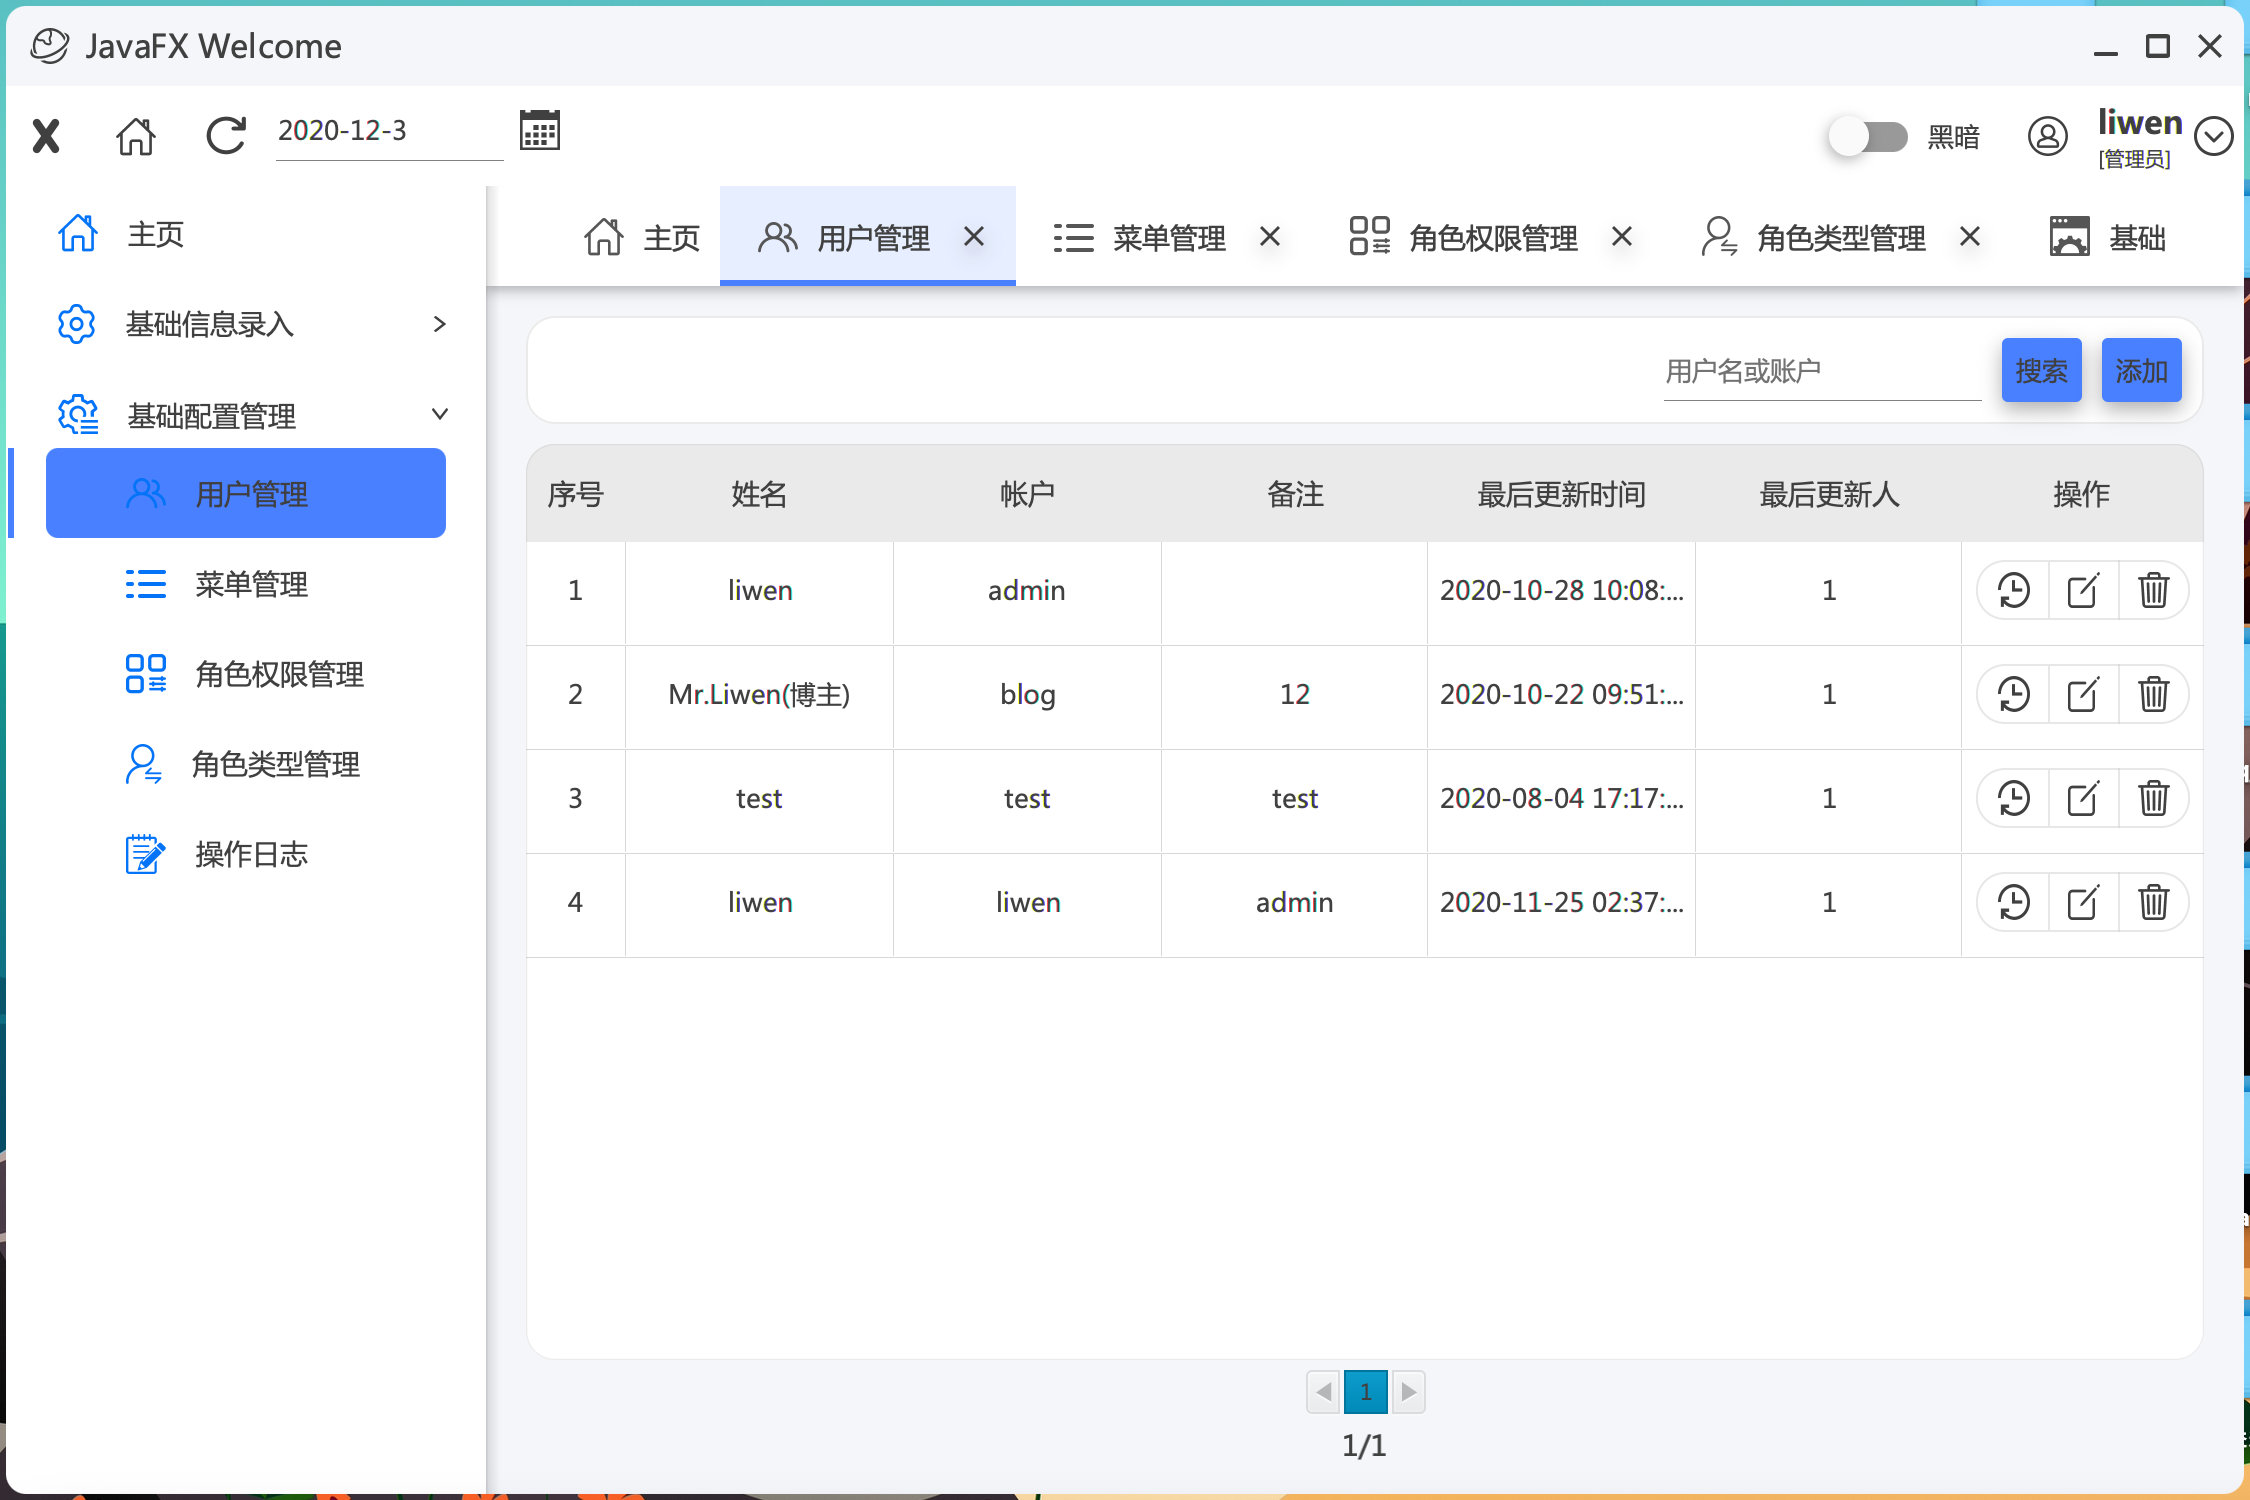 JavaFX Welcome
2020-12-3
黑暗
liwen
[管理员]
主页
基础信息录入
基础配置管理
用户管理
菜单管理
角色权限管理
角色类型管理
操作日志
主页 用户管理 菜单管理 角色权限管理 角色类型管理 基础
用户名或账户 搜索 添加
序号 姓名 帐户 备注 最后更新时间 最后更新人 操作
1 liwen admin 2020-10-28 10:08:... 1
2 Mr.Liwen(博主) blog 12 2020-10-22 09:51:... 1
3 test test test 2020-08-04 17:17:... 1
4 liwen liwen admin 2020-11-25 02:37:... 1
1
1/1